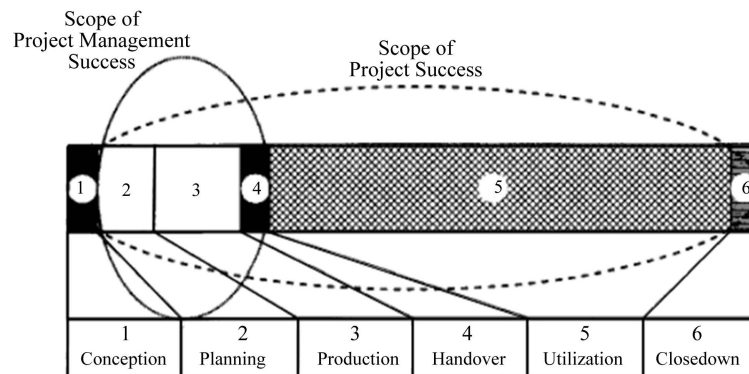 Scope of
Project Management
Success
Scope of
Project Success
1 2 3 4 5 6
1 2 3 4 5 6
Conception Planning Production Handover Utilization Closedown